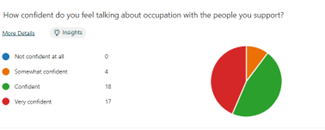 How confident do you feel talking about occupation with the people you support?
More Details Insights
Not confident at all 0
Somewhat confident 4
Confident 18
Very confident 17